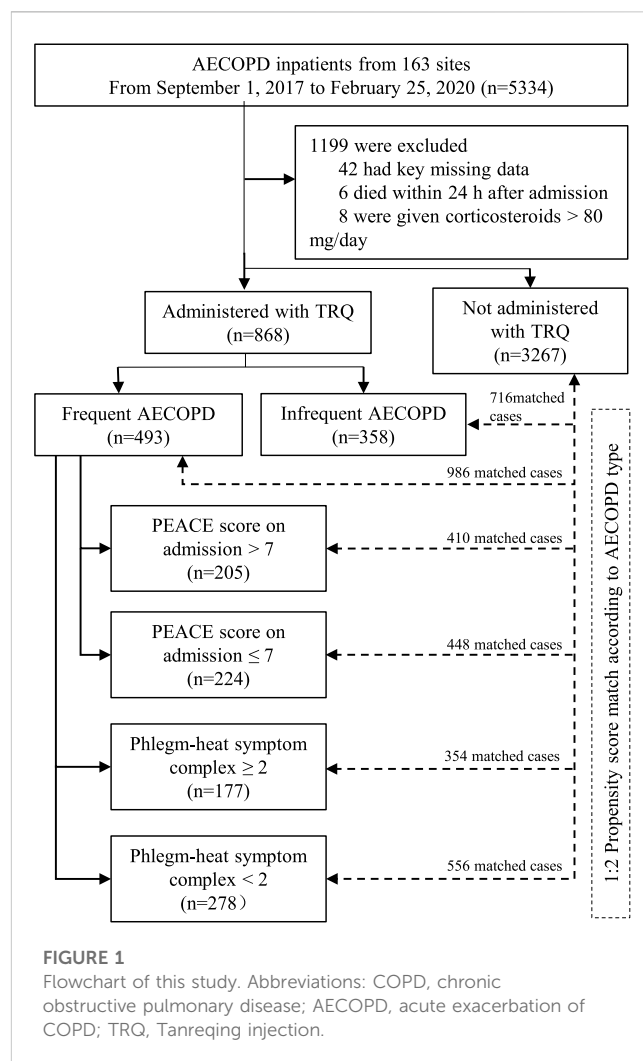 AECOPD inpatients from 163 sites
From September 1, 2017 to February 25, 2020 (n=5334)
1199 were excluded
42 had key missing data
6 died within 24 h after admission
8 were given corticosteroids > 80
mg/day
Administered with TRQ
(n=868)
Not administered
with TRQ
(n=3267)
Frequent AECOPD
(n=493)
Infrequent AECOPD
(n=358)
716matched
cases
986 matched cases
PEACE score on
admission > 7
(n=205)
410 matched cases
PEACE score on
admission ≤ 7
(n=224)
448 matched cases
Phlegm-heat symptom
complex ≥ 2
(n=177)
354 matched cases
Phlegm-heat symptom
complex < 2
(n=278）
556 matched cases
1:2 Propensity score match according to AECOPD type
FIGURE 1
Flowchart of this study. Abbreviations: COPD, chronic
obstructive pulmonary disease; AECOPD, acute exacerbation of
COPD; TRQ, Tanreqing injection.